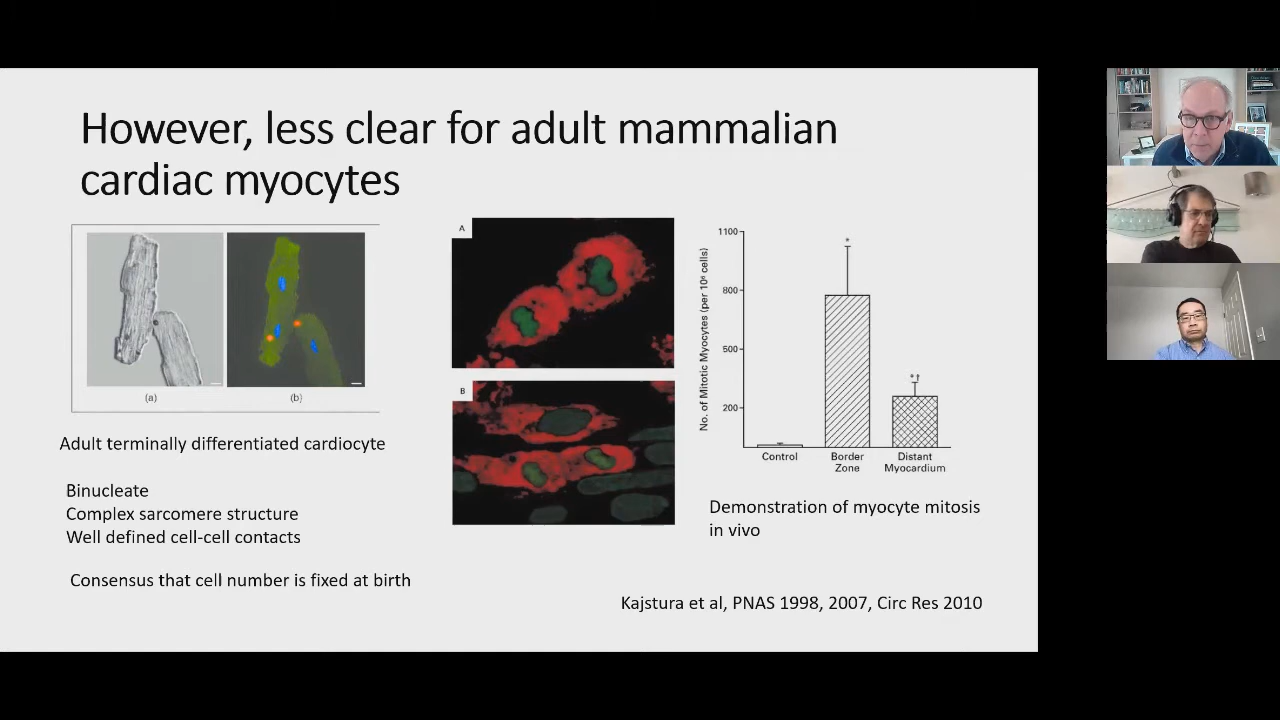 However, less clear for adult mammalian
cardiac myocytes
(a)
(b)
Adult terminally differentiated cardiocyte
Binucleate
Complex sarcomere structure
Well defined cell-cell contacts
Consensus that cell number is fixed at birth
A
B
No. of Mitotic Myocytes (per 10⁶ cells)
1100
800
500
200
*
*†
Control
Border
Zone
Distant
Myocardium
Demonstration of myocyte mitosis
in vivo
Kajstura et al, PNAS 1998, 2007, Circ Res 2010